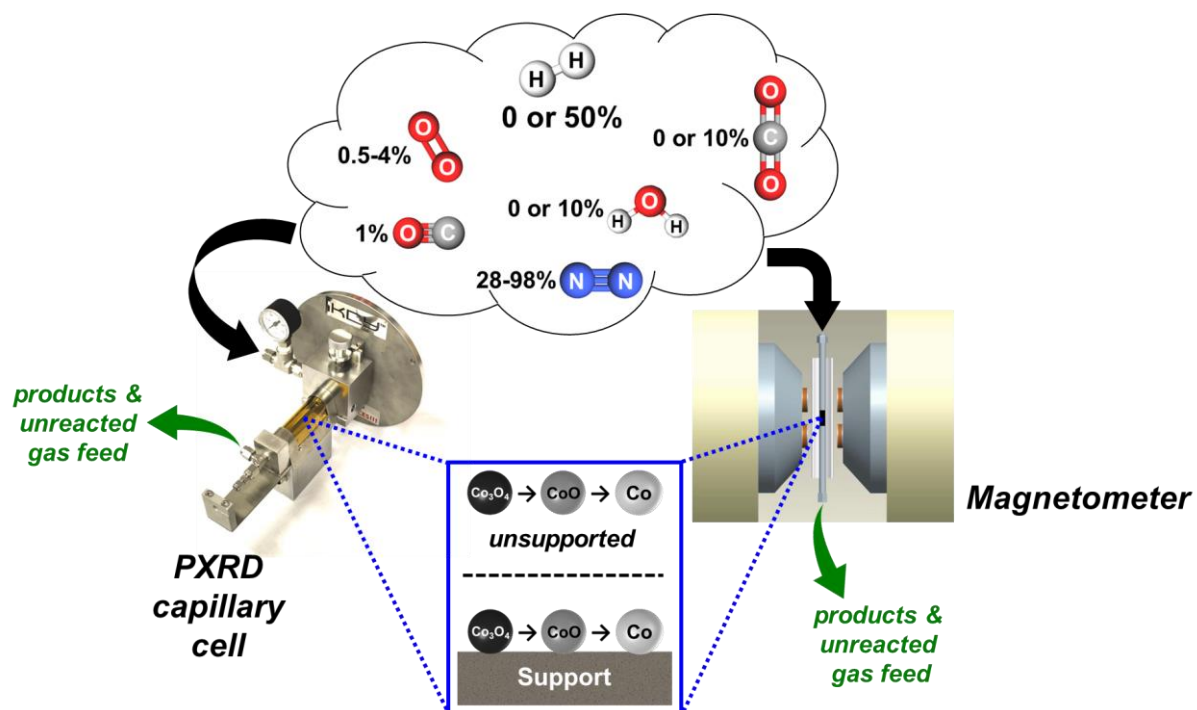 H H
0 or 50%
O O
0.5-4%
O C O
0 or 10%
0 or 10%
H O H
1%
O C
28-98%
N N
products &
unreacted
gas feed
PXRD
capillary
cell
Co₃O₄ → CoO → Co
unsupported
Co₃O₄ → CoO → Co
Support
Magnetometer
products &
unreacted
gas feed